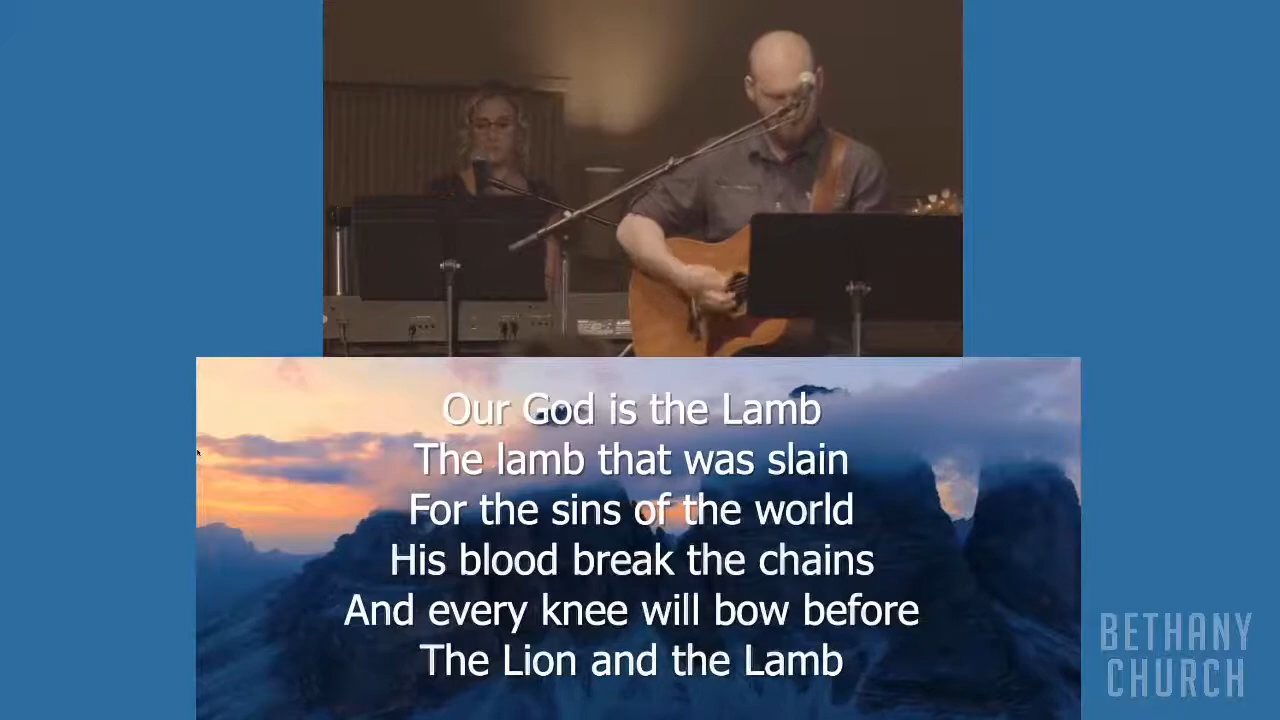 Our God is the Lamb
The lamb that was slain
For the sins of the world
His blood break the chains
And every knee will bow before
The Lion and the Lamb
BETHANY
CHURCH